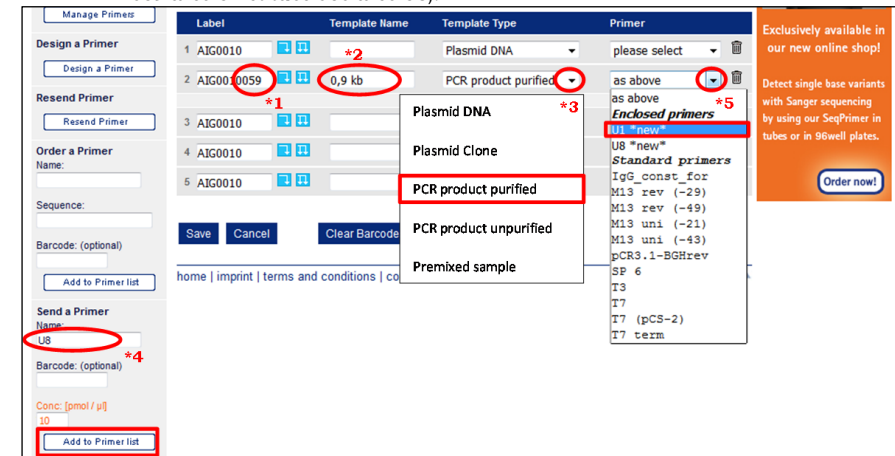 Manage Primers
Design a Primer
Design a Primer
Resend Primer
Resend Primer
Order a Primer
Name:
Sequence:
Barcode: (optional)
Add to Primer list
Send a Primer
Name:
U8
*4
Barcode: (optional)
Conc: [pmol / µl]
10
Add to Primer list
Label Template Name Template Type Primer
1 AIG0010 *2 Plasmid DNA please select
2 AIG0010059 0,9 kb PCR product purified as above
*1 *3 *5
3 AIG0010
4 AIG0010
5 AIG0010
Plasmid DNA
Plasmid Clone
PCR product purified
PCR product unpurified
Premixed sample
as above
Enclosed primers
U1 *new*
U8 *new*
Standard primers
IgG_const_for
M13 rev (-29)
M13 rev (-49)
M13 uni (-21)
M13 uni (-43)
pCR3.1-BGHrev
SP 6
T3
T7
T7 (pCS-2)
T7 term
Save Cancel Clear Barcode
home | imprint | terms and conditions | co
Exclusively available in
our new online shop!
Detect single base variants
with Sanger sequencing
by using our SeqPrimer in
tubes or in 96well plates.
Order now!